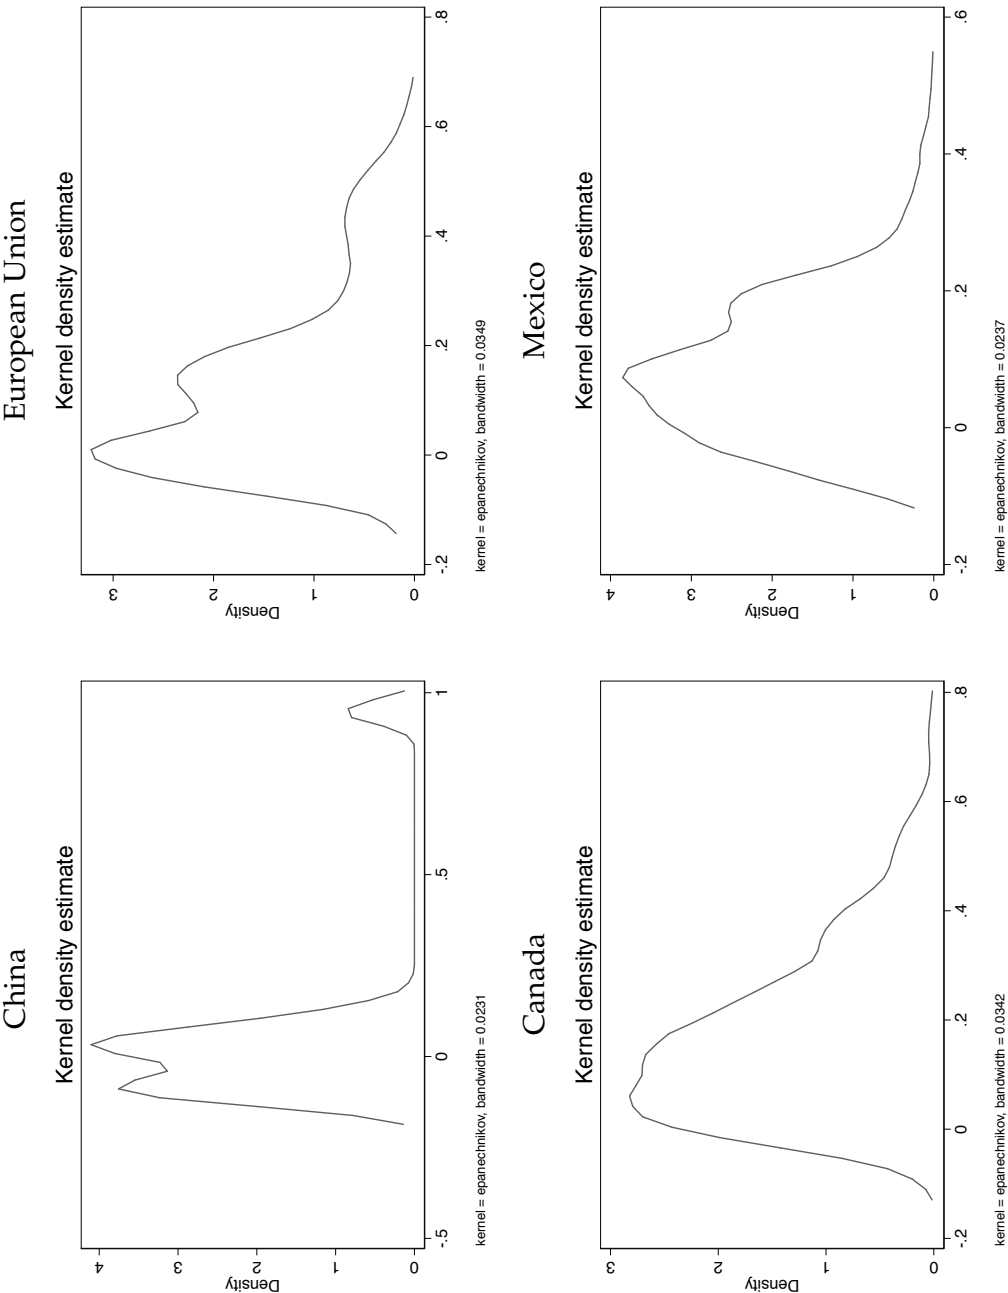 China
Kernel density estimate
Density
0
1
2
3
4
-.5
0
.5
1
kernel = epanechnikov, bandwidth = 0.0231
European Union
Kernel density estimate
Density
0
1
2
3
-.2
0
.2
.4
.6
.8
kernel = epanechnikov, bandwidth = 0.0349
Canada
Kernel density estimate
Density
0
1
2
3
-.2
0
.2
.4
.6
.8
kernel = epanechnikov, bandwidth = 0.0342
Mexico
Kernel density estimate
Density
0
1
2
3
4
-.2
0
.2
.4
.6
kernel = epanechnikov, bandwidth = 0.0237